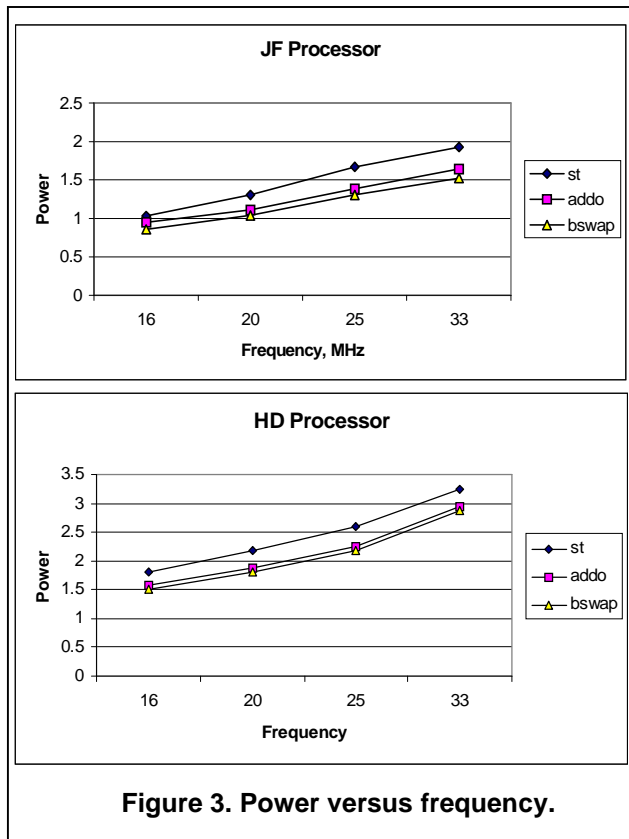 JF Processor
2.5
2
1.5
1
0.5
0
Power
16 20 25 33
Frequency, MHz
st
addo
bswap
HD Processor
3.5
3
2.5
2
1.5
1
0.5
0
Power
16 20 25 33
Frequency
st
addo
bswap
Figure 3. Power versus frequency.